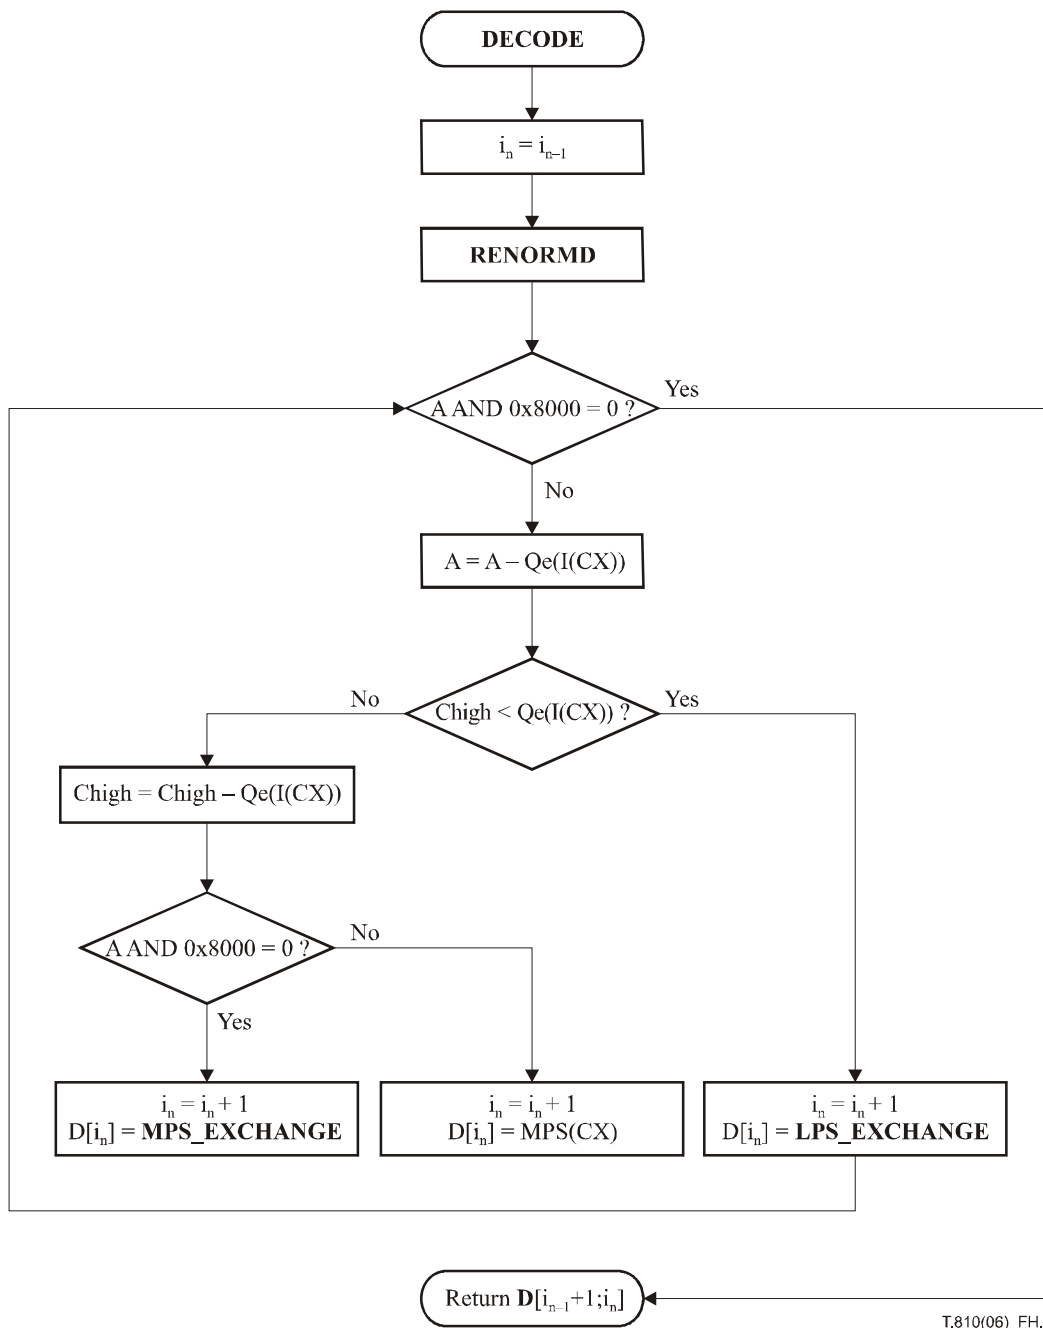 DECODE
iₙ = iₙ₋₁
RENORMD
A AND 0x8000 = 0 ?
Yes
No
A = A – Qe(I(CX))
No
Chigh < Qe(I(CX)) ?
Yes
Chigh = Chigh – Qe(I(CX))
A AND 0x8000 = 0 ?
No
Yes
iₙ = iₙ + 1
D[iₙ] = MPS_EXCHANGE
iₙ = iₙ + 1
D[iₙ] = MPS(CX)
iₙ = iₙ + 1
D[iₙ] = LPS_EXCHANGE
Return D[iₙ₋₁+1;iₙ]
T.810(06)_FH.